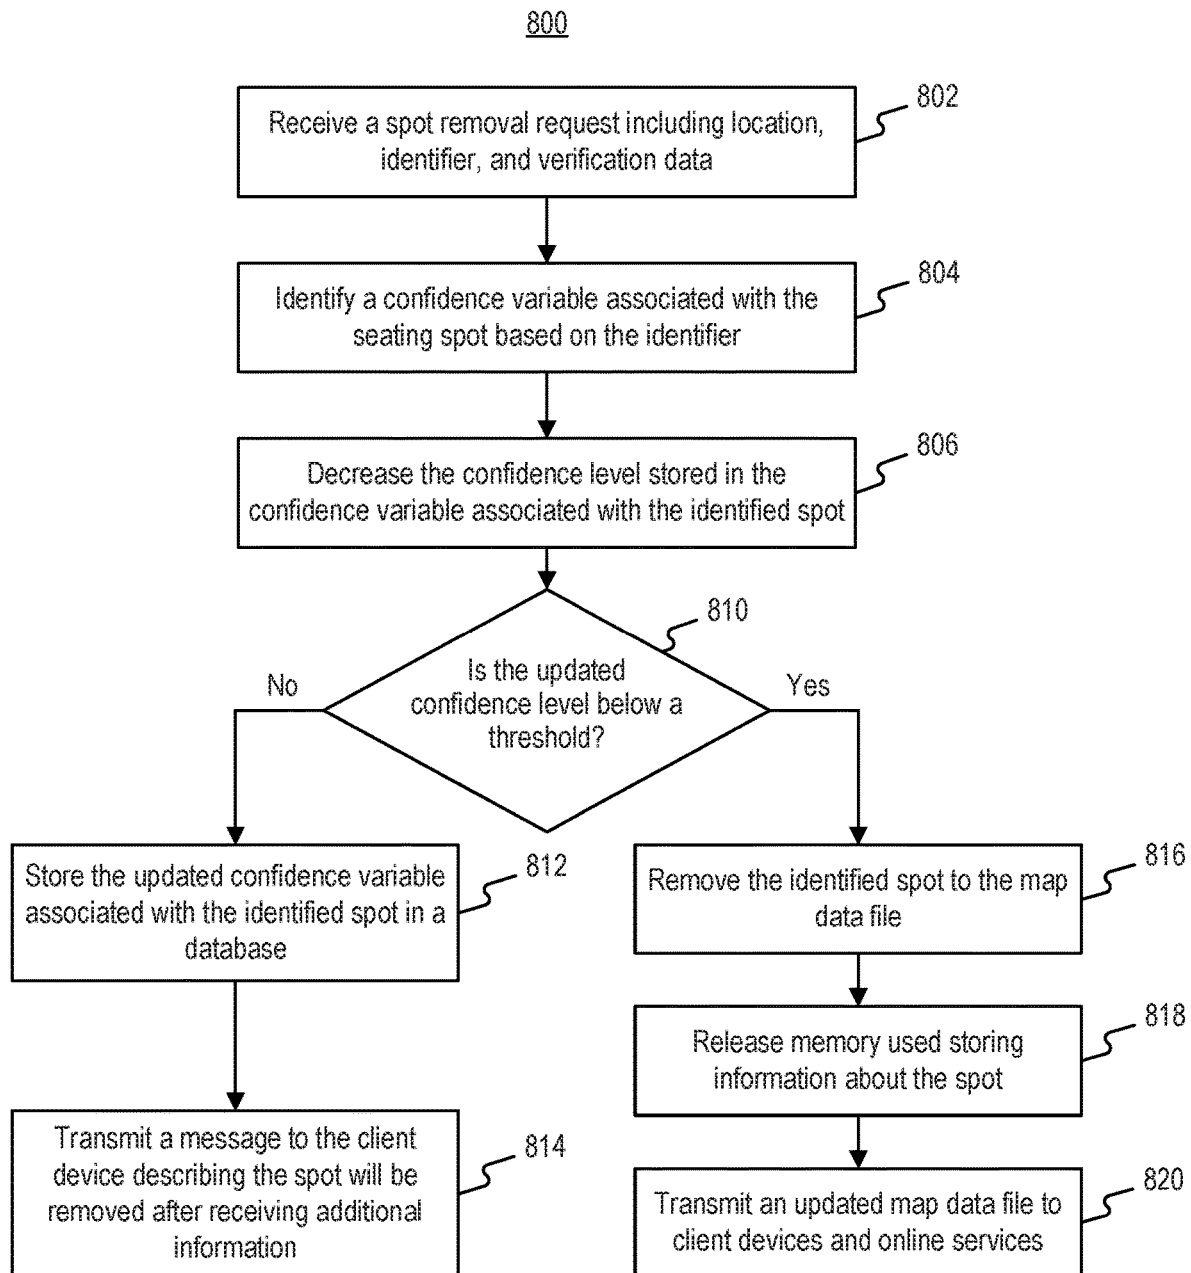 800
802
Receive a spot removal request including location,
identifier, and verification data
804
Identify a confidence variable associated with the
seating spot based on the identifier
806
Decrease the confidence level stored in the
confidence variable associated with the identified spot
810
Is the updated
confidence level below a
threshold?
No
Yes
812
Store the updated confidence variable
associated with the identified spot in a
database
816
Remove the identified spot to the map
data file
818
Release memory used storing
information about the spot
814
Transmit a message to the client
device describing the spot will be
removed after receiving additional
information
820
Transmit an updated map data file to
client devices and online services